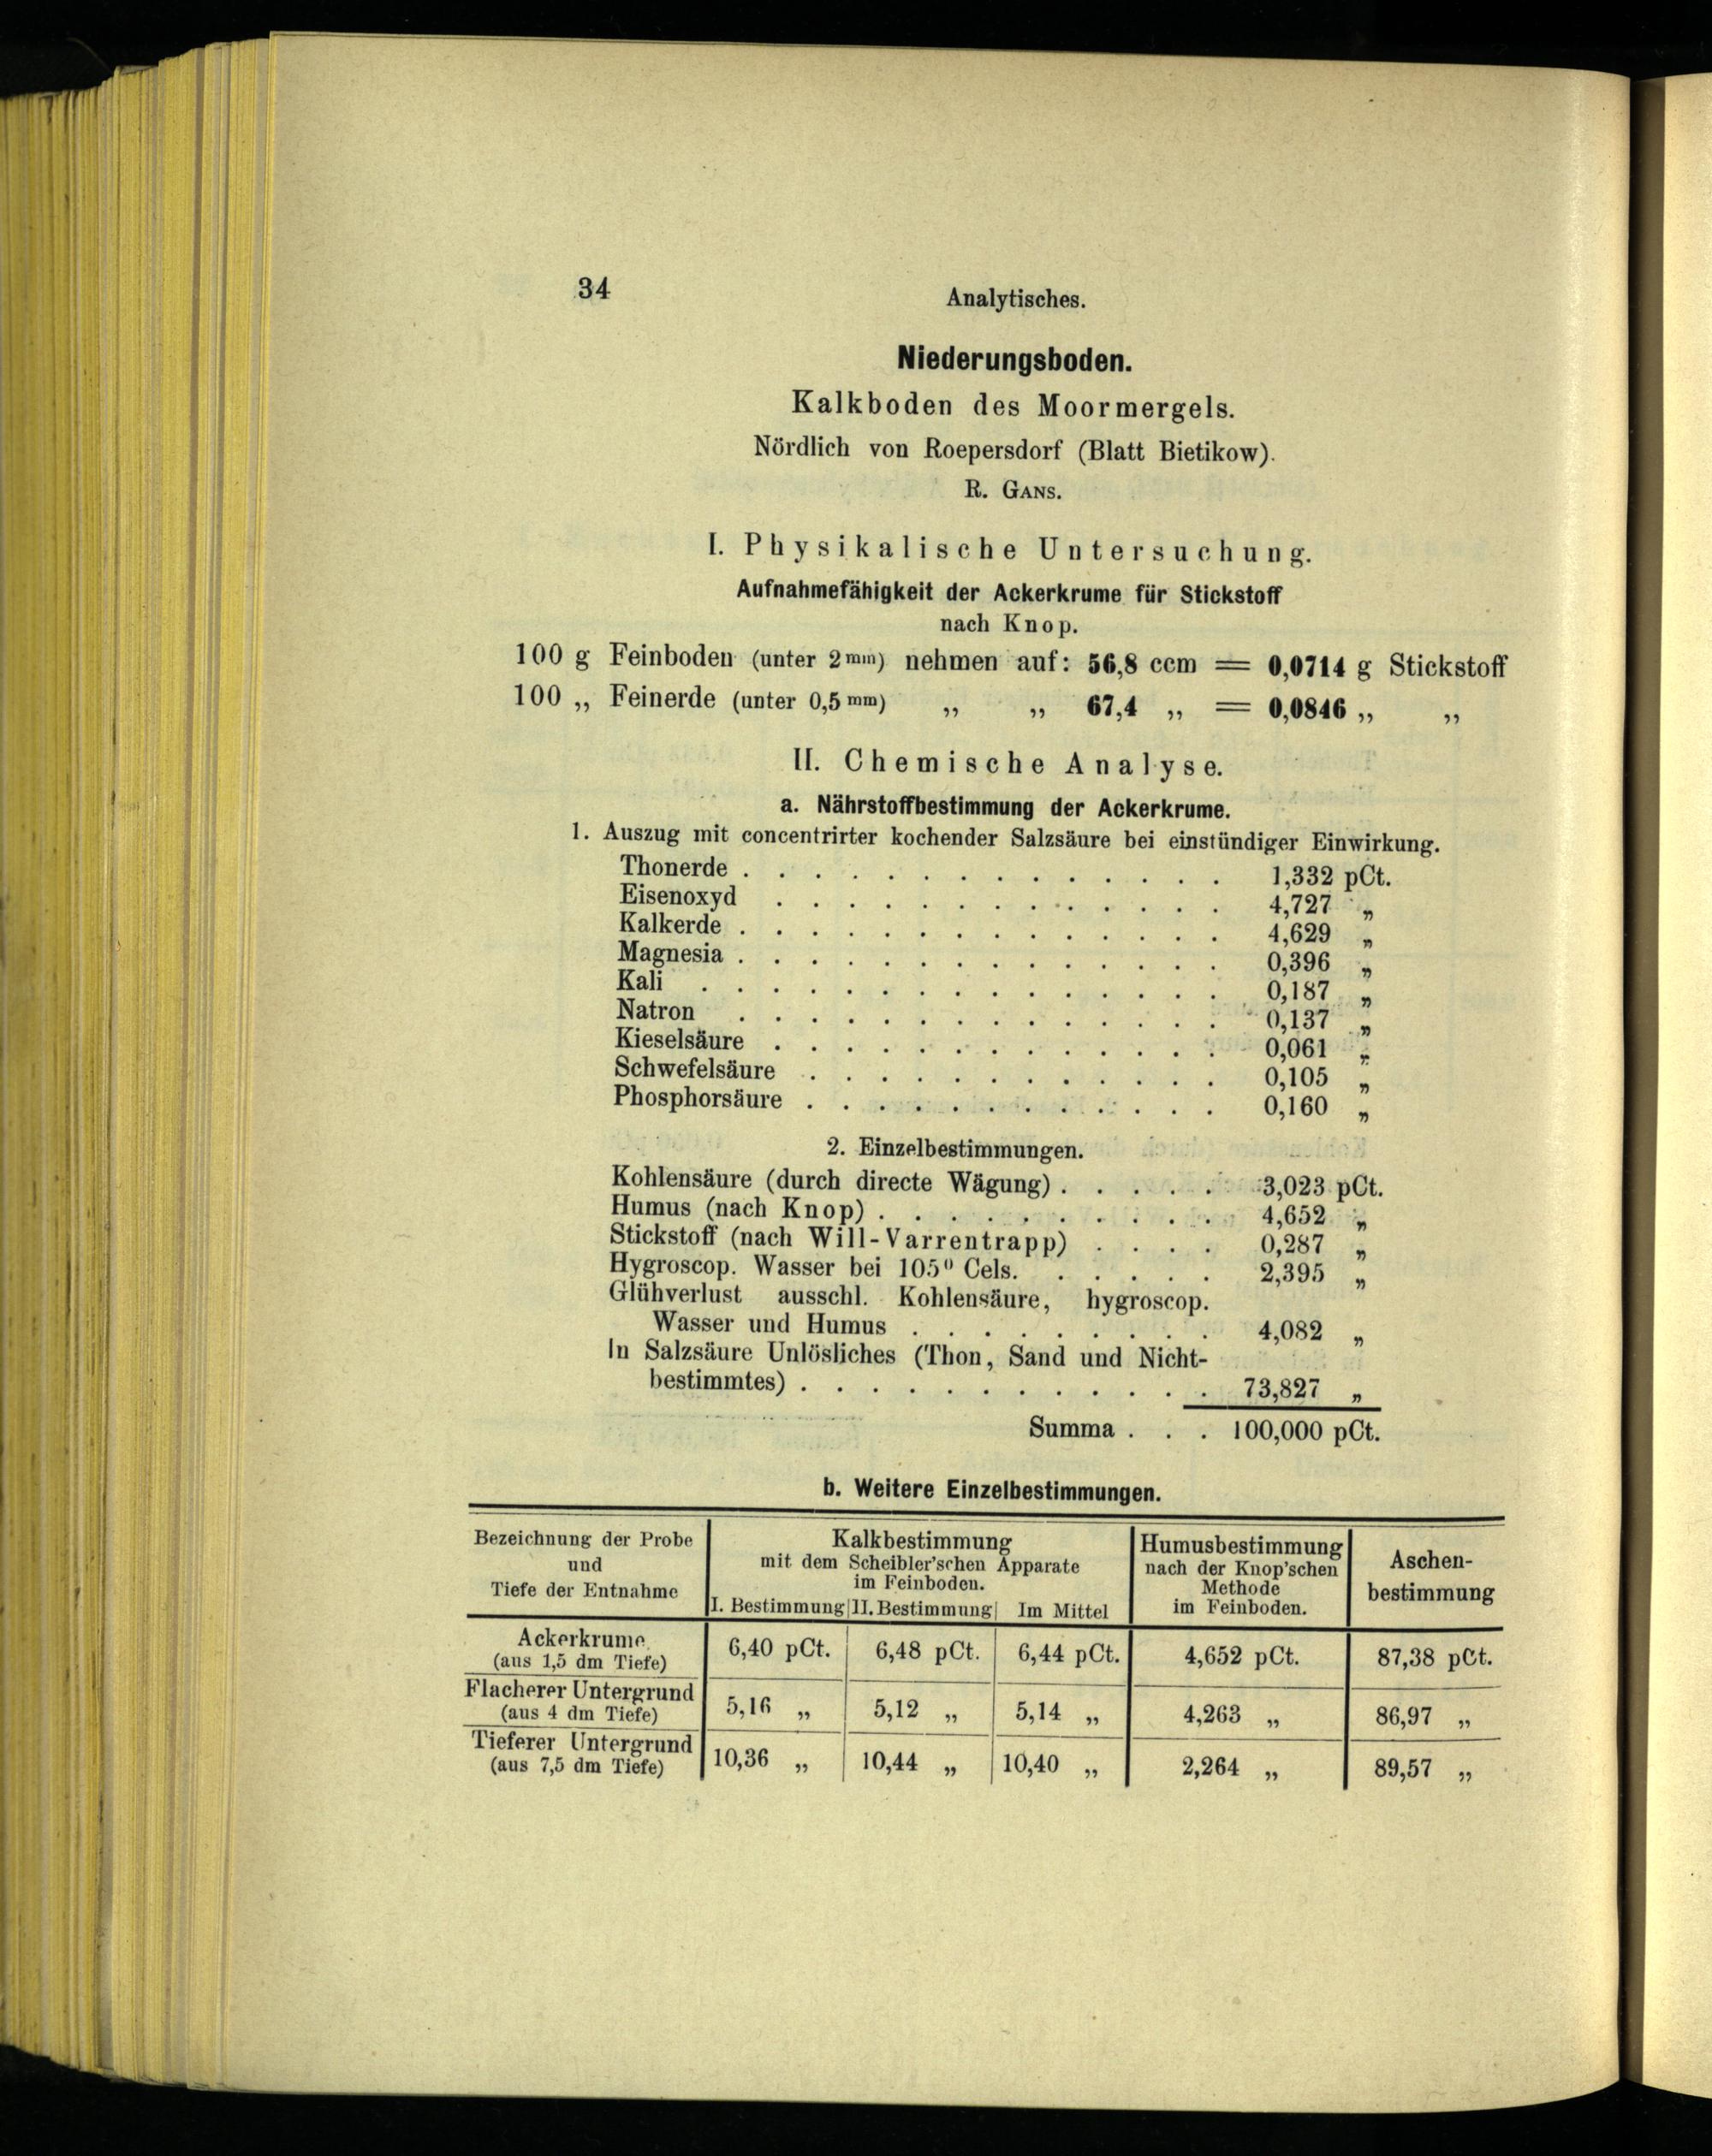 34
Analytisches.
Niederungsboden.
Kalkboden des Moormergels.
Nördlich von Roepersdorf (Blatt Bietikow).
R. GANS.
I. Physikalische Untersuchung.
Aufnahmefähigkeit der Ackerkrume für Stickstoff
nach Knop.
100 g Feinboden (unter 2mm) nehmen auf: 56,8 ccm = 0,0714 g Stickstoff
100 „ Feinerde (unter 0,5mm) „ „ 67,4 „ = 0,0846 „ „
II. Chemische Analyse.
a. Nährstoffbestimmung der Ackerkrume.
1. Auszug mit concentrirter kochender Salzsäure bei einstündiger Einwirkung.
Thonerde . . . . . . . . . . . . . . 1,332 pCt.
Eisenoxyd . . . . . . . . . . . . . 4,727 „
Kalkerde . . . . . . . . . . . . . . 4,629 „
Magnesia . . . . . . . . . . . . . . 0,396 „
Kali . . . . . . . . . . . . . . . 0,187 „
Natron . . . . . . . . . . . . . . 0,137 „
Kieselsäure . . . . . . . . . . . . . 0,061 „
Schwefelsäure . . . . . . . . . . . . 0,105 „
Phosphorsäure . . . . . . . . . . . . 0,160 „
2. Einzelbestimmungen.
Kohlensäure (durch directe Wägung) . . . . . 3,023 pCt.
Humus (nach Knop) . . . . . . . . . . 4,652 „
Stickstoff (nach Will-Varrentrapp) . . . . 0,287 „
Hygroscop. Wasser bei 105⁰ Cels. . . . . . 2,395 „
Glühverlust ausschl. Kohlensäure, hygroscop.
Wasser und Humus . . . . . . . . . 4,082 „
In Salzsäure Unlösliches (Thon, Sand und Nicht-
bestimmtes) . . . . . . . . . . . . 73,827 „
Summa . . . 100,000 pCt.
b. Weitere Einzelbestimmungen.
Bezeichnung der Probe
und
Tiefe der Entnahme
Kalkbestimmung
mit dem Scheibler'schen Apparate
im Feinboden.
I. Bestimmung II. Bestimmung Im Mittel
Humusbestimmung
nach der Knop'schen
Methode
im Feinboden.
Aschen-
bestimmung
Ackerkrume
(aus 1,5 dm Tiefe)
6,40 pCt. 6,48 pCt. 6,44 pCt. 4,652 pCt. 87,38 pCt.
Flacherer Untergrund
(aus 4 dm Tiefe)
5,16 „ 5,12 „ 5,14 „ 4,263 „ 86,97 „
Tieferer Untergrund
(aus 7,5 dm Tiefe)
10,36 „ 10,44 „ 10,40 „ 2,264 „ 89,57 „